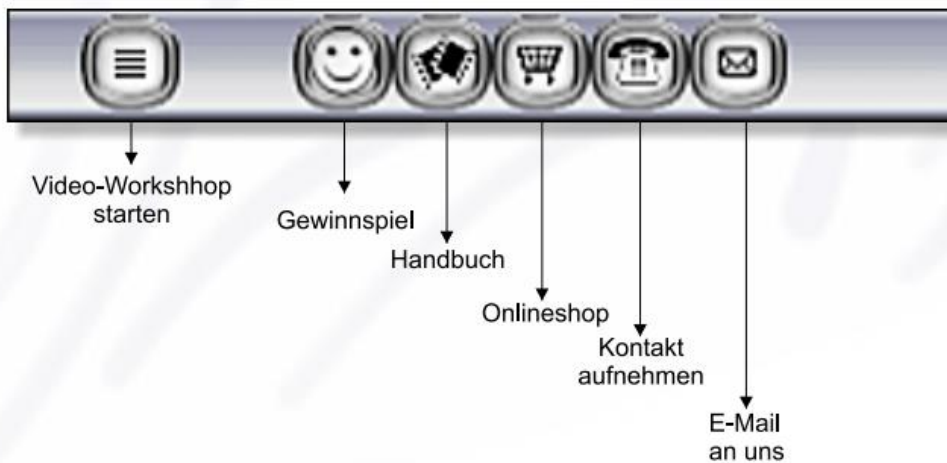 Video-Workshhop
starten
Gewinnspiel
Handbuch
Onlineshop
Kontakt
aufnehmen
E-Mail
an uns